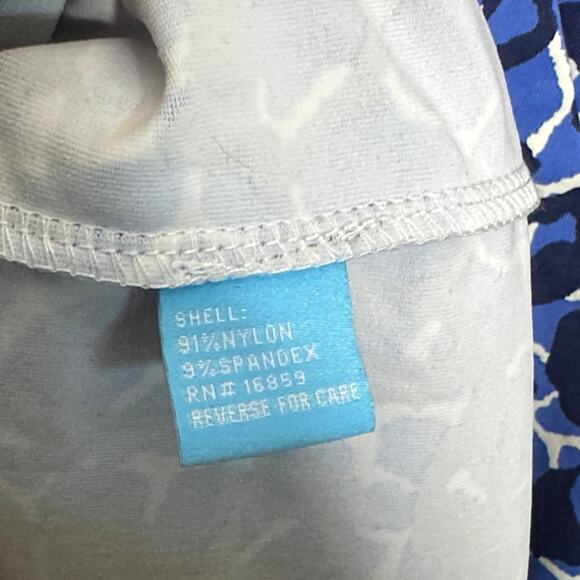 SHELL:
91%NYLON
9%SPANDEX
RN# 16859
REVERSE FOR CARE